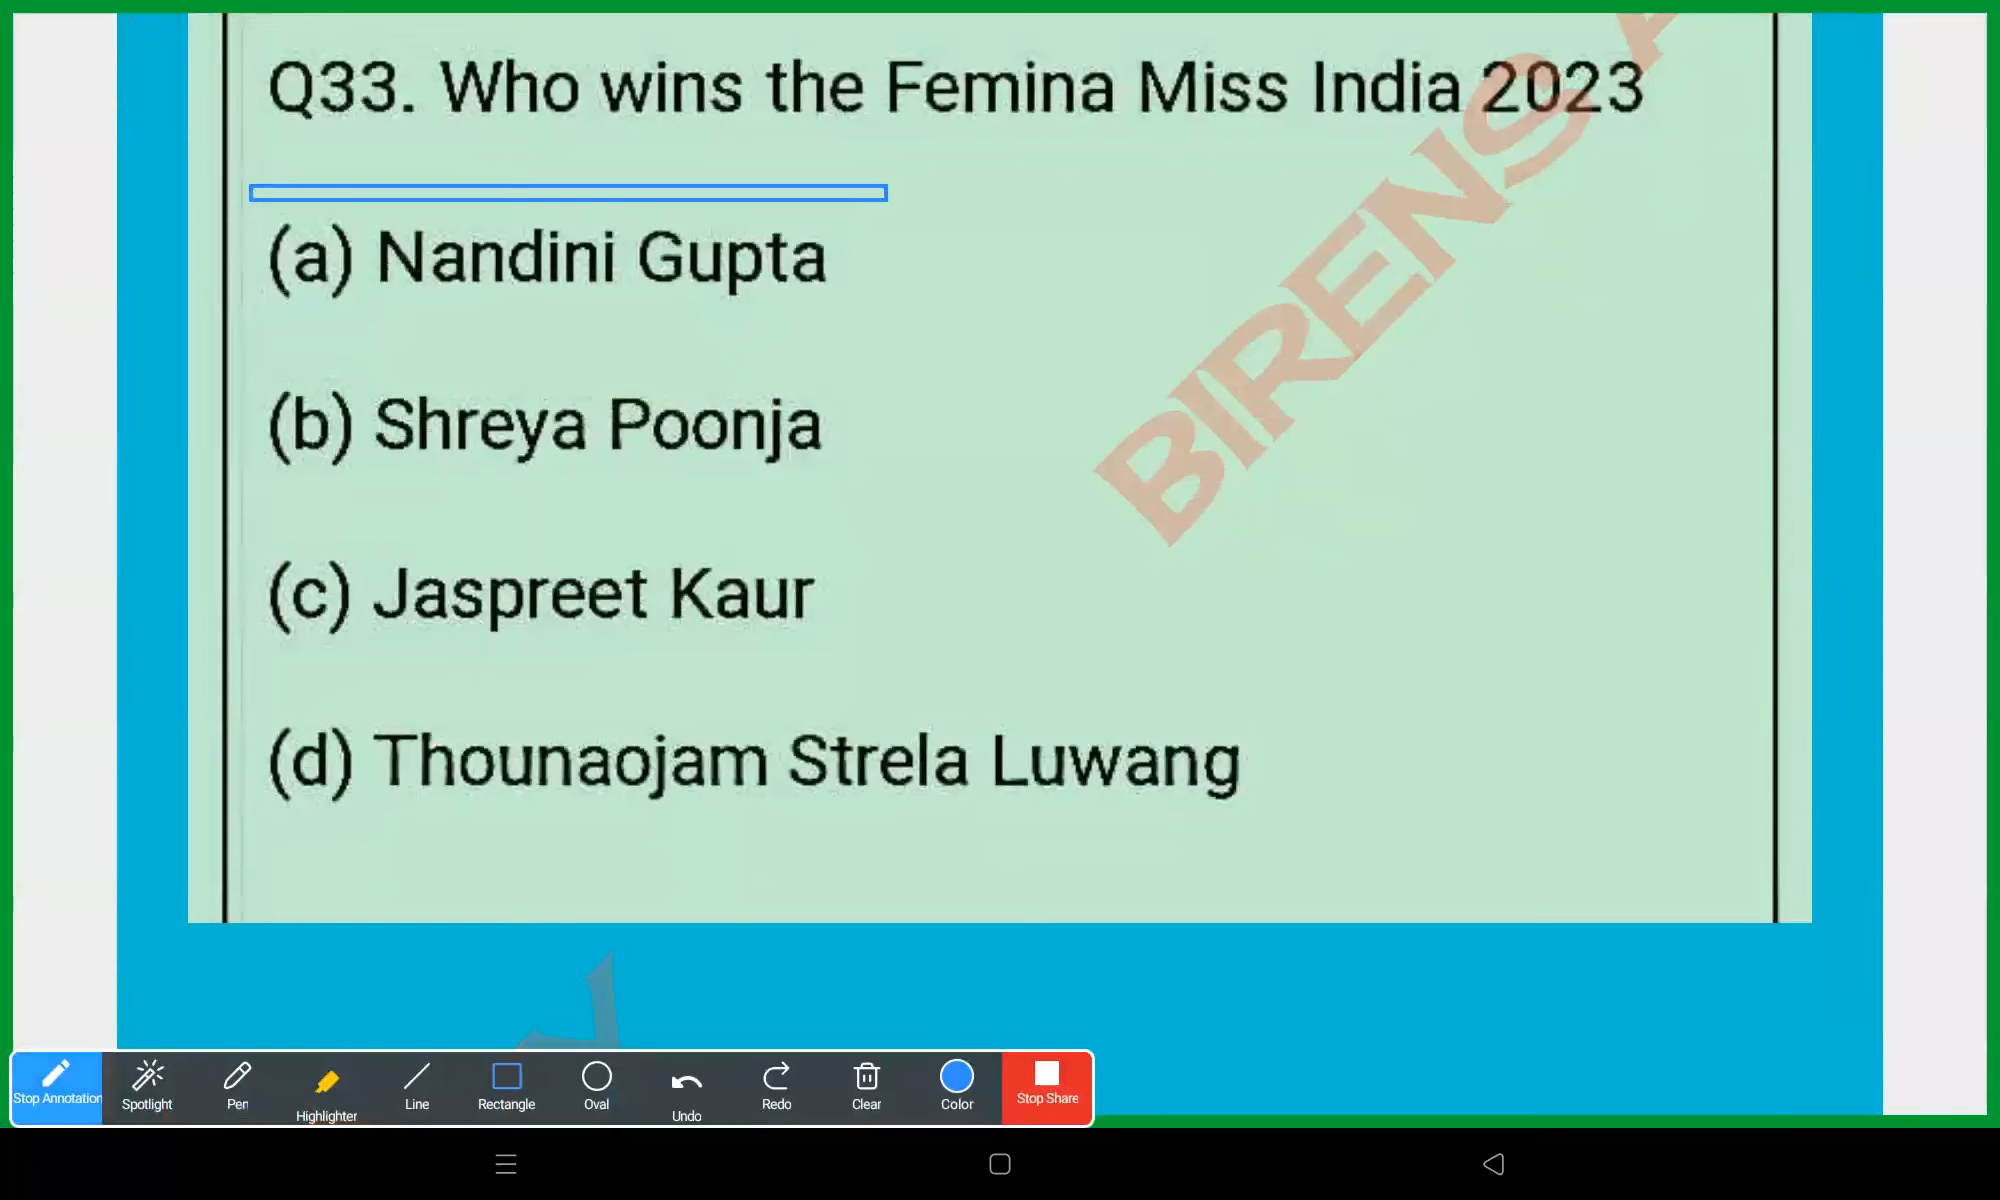 Q33. Who wins the Femina Miss India 2023
(a) Nandini Gupta
(b) Shreya Poonja
(c) Jaspreet Kaur
(d) Thounaojam Strela Luwang
BIRENS A
Stop Annotation
Spotlight
Pen
Highlighter
Line
Rectangle
Oval
Undo
Redo
Clear
Color
Stop Share